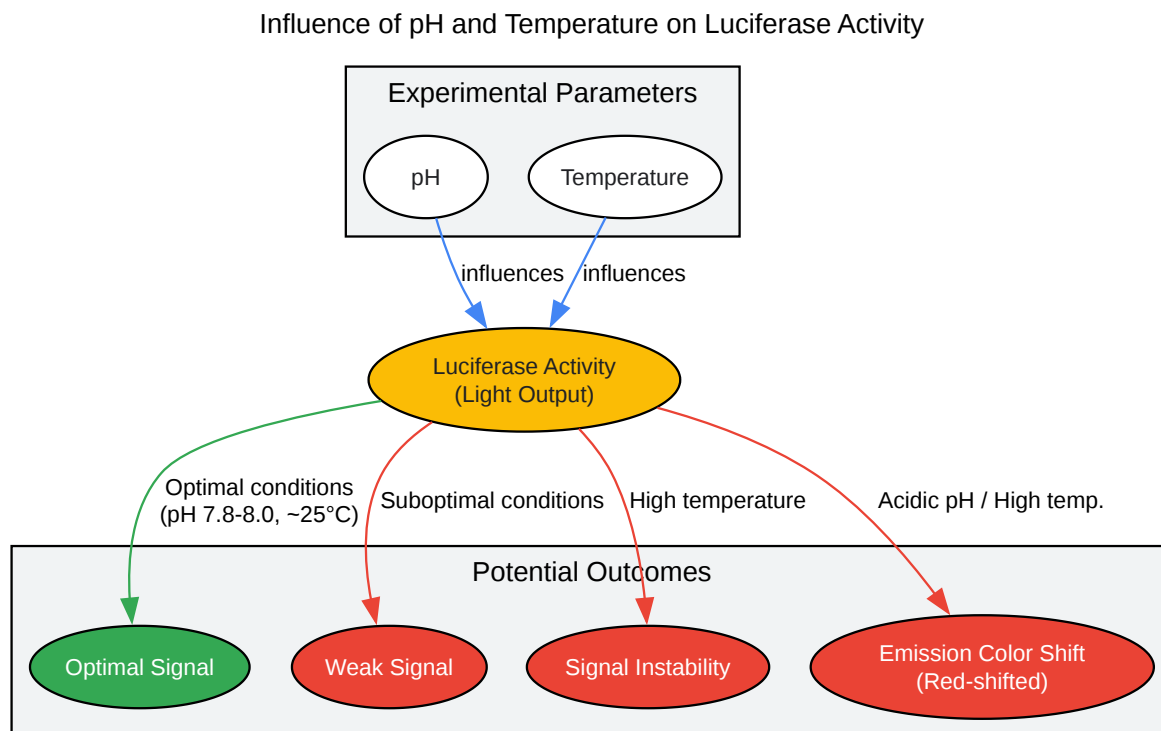 Influence of pH and Temperature on Luciferase Activity
Experimental Parameters
pH
Temperature
influences
influences
Luciferase Activity
(Light Output)
Optimal conditions
(pH 7.8-8.0, ~25°C)
Suboptimal conditions
High temperature
Acidic pH / High temp.
Potential Outcomes
Optimal Signal
Weak Signal
Signal Instability
Emission Color Shift
(Red-shifted)